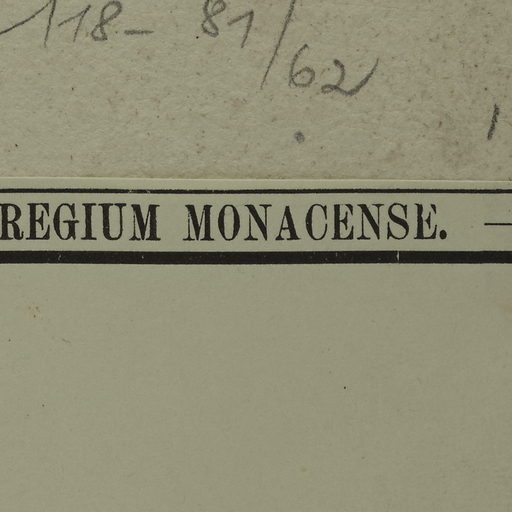 118- 81/62
REGIUM MONACENSE. —